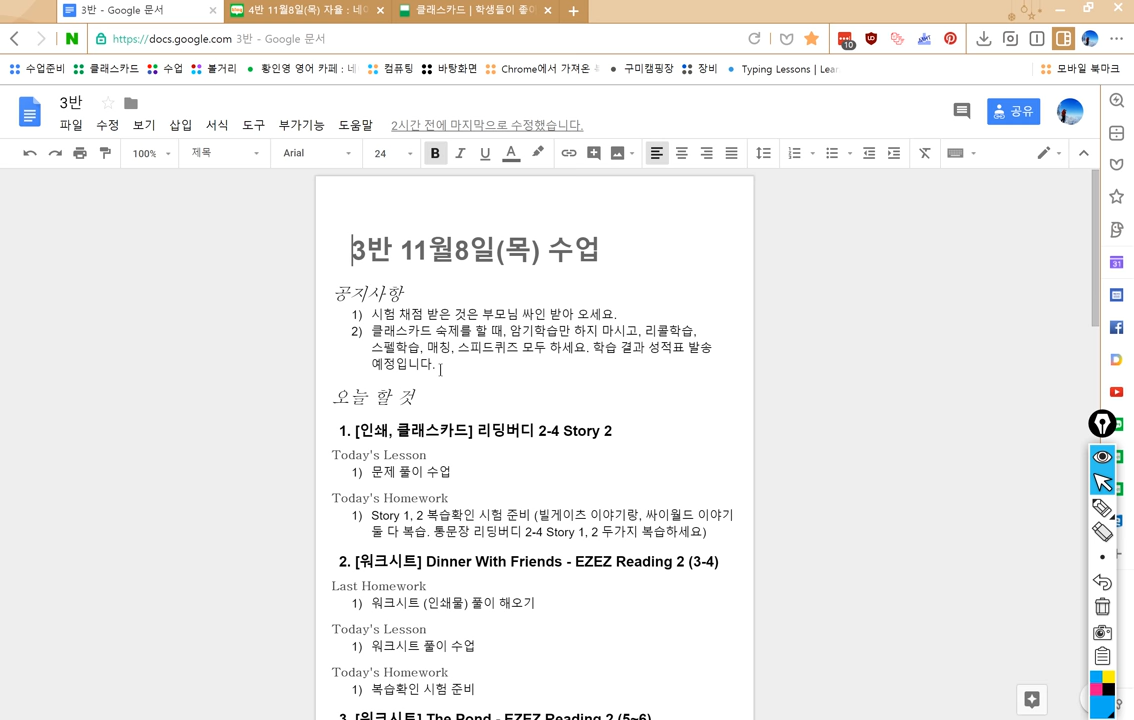 3반 - Google 문서
4반 11월8일(목) 자율 : 네이
클래스카드 | 학생들이 좋아
https://docs.google.com 3반 - Google 문서
10
수업준비
클래스카드
수업
볼거리
황인영 영어 카페 : 네
컴퓨팅
바탕화면
Chrome에서 가져온
구미캠핑장
장비
Typing Lessons | Lear
모바일 북마크
3반
파일 수정 보기 삽입 서식 도구 부가기능 도움말 2시간 전에 마지막으로 수정했습니다.
공유
100% 제목 Arial 24 B I U A
3반 11월8일(목) 수업
공지사항
1) 시험 채점 받은 것은 부모님 싸인 받아 오세요.
2) 클래스카드 숙제를 할 때, 암기학습만 하지 마시고, 리콜학습,
스펠학습, 매칭, 스피드퀴즈 모두 하세요. 학습 결과 성적표 발송
예정입니다.
오늘 할 것
1. [인쇄, 클래스카드] 리딩버디 2-4 Story 2
Today's Lesson
1) 문제 풀이 수업
Today's Homework
1) Story 1, 2 복습확인 시험 준비 (빌게이츠 이야기랑, 싸이월드 이야기
둘 다 복습. 통문장 리딩버디 2-4 Story 1, 2 두가지 복습하세요)
2. [워크시트] Dinner With Friends - EZEZ Reading 2 (3-4)
Last Homework
1) 워크시트 (인쇄물) 풀이 해오기
Today's Lesson
1) 워크시트 풀이 수업
Today's Homework
1) 복습확인 시험 준비
3. [워크시트] The Pond - EZEZ Reading 2 (5~6)
31